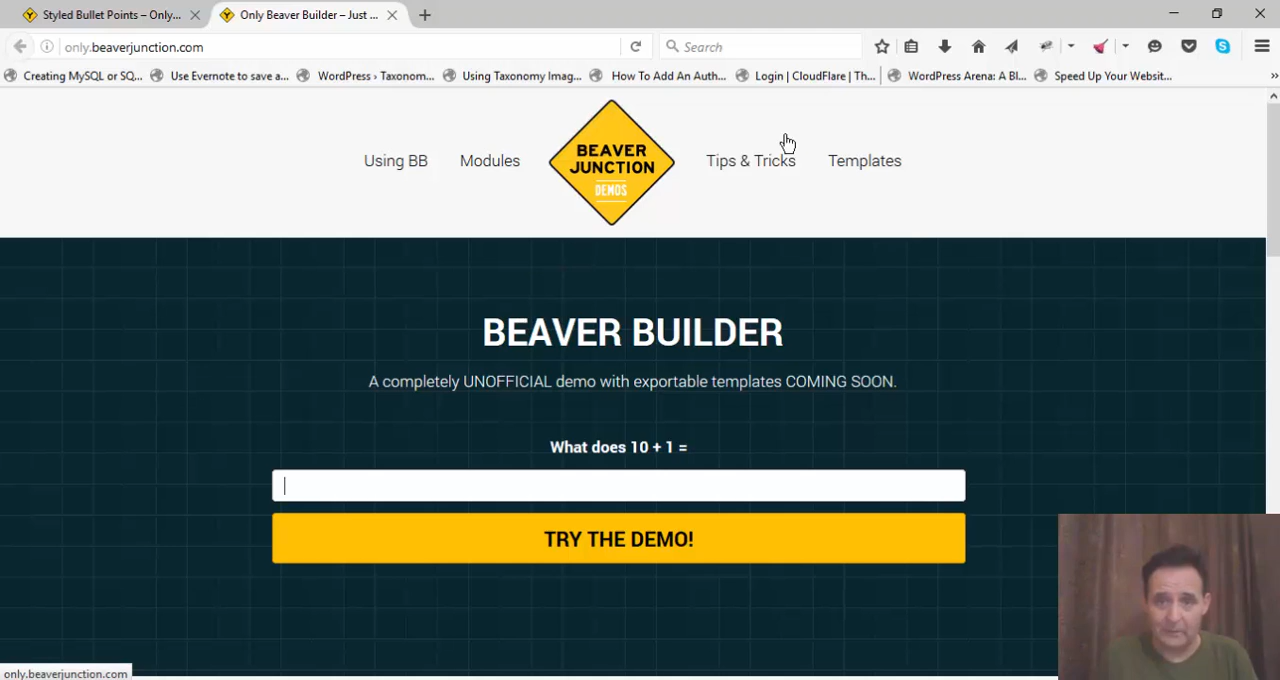 Styled Bullet Points – Only...
Only Beaver Builder – Just ...
only.beaverjunction.com
Search
Creating MySQL or SQ...
Use Evernote to save a...
WordPress › Taxonom...
Using Taxonomy Imag...
How To Add An Auth...
Login | CloudFlare | Th...
WordPress Arena: A Bl...
Speed Up Your Websit...
»
Using BB
Modules
BEAVER
JUNCTION
DEMOS
Tips & Tricks
Templates
BEAVER BUILDER
A completely UNOFFICIAL demo with exportable templates COMING SOON.
What does 10 + 1 =
TRY THE DEMO!
only.beaverjunction.com